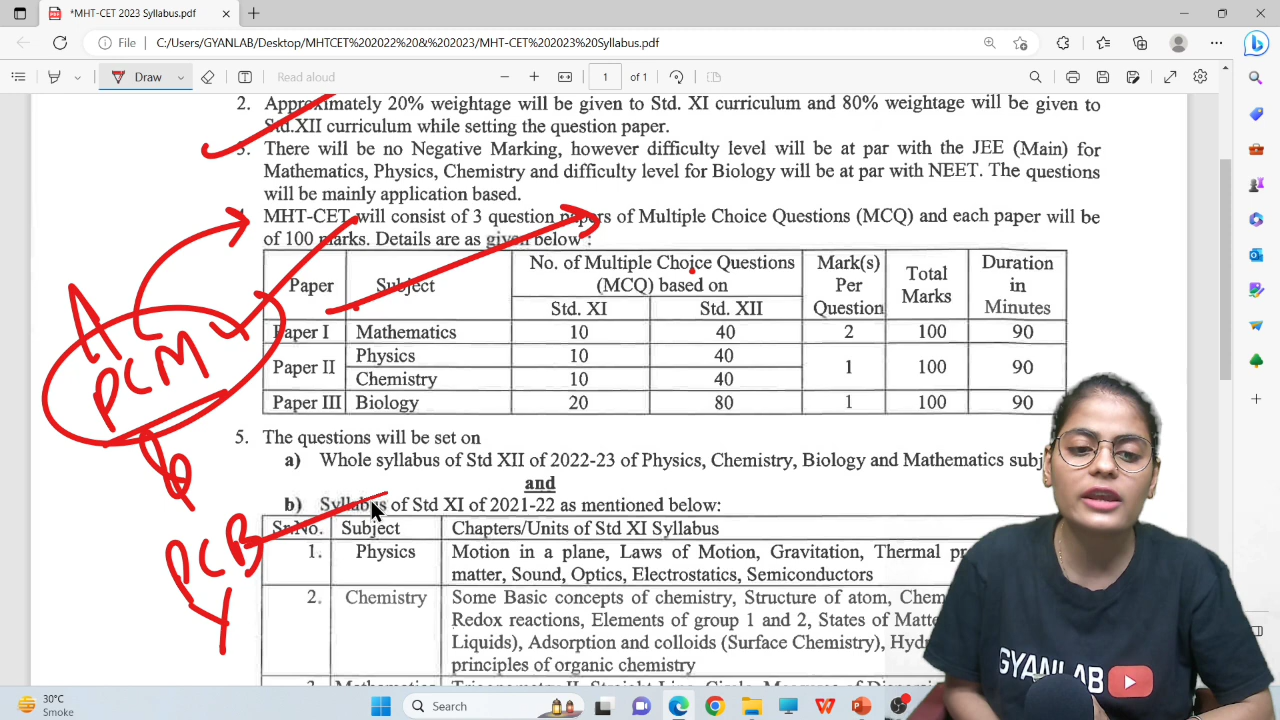 *MHT-CET 2023 Syllabus.pdf
File C:/Users/GYANLAB/Desktop/MHTCET%202022%20&%202023/MHT-CET%202023%20Syllabus.pdf
Draw Read aloud 1 of 1
2. Approximately 20% weightage will be given to Std. XI curriculum and 80% weightage will be given to
Std.XII curriculum while setting the question paper.
3. There will be no Negative Marking, however difficulty level will be at par with the JEE (Main) for
Mathematics, Physics, Chemistry and difficulty level for Biology will be at par with NEET. The questions
will be mainly application based.
4. MHT-CET will consist of 3 question papers of Multiple Choice Questions (MCQ) and each paper will be
of 100 marks. Details are as given below :
Paper Subject No. of Multiple Choice Questions (MCQ) based on Mark(s) Per Question Total Marks Duration in Minutes
Std. XI Std. XII
Paper I Mathematics 10 40 2 100 90
Paper II Physics 10 40 1 100 90
Chemistry 10 40
Paper III Biology 20 80 1 100 90
A
PCM
PCB
5. The questions will be set on
a) Whole syllabus of Std XII of 2022-23 of Physics, Chemistry, Biology and Mathematics
and
b) Syllabus of Std XI of 2021-22 as mentioned below:
Sr.No. Subject Chapters/Units of Std XI Syllabus
1. Physics Motion in a plane, Laws of Motion, Gravitation, Thermal
matter, Sound, Optics, Electrostatics, Semiconductors
2. Chemistry Some Basic concepts of chemistry, Structure of atom,
Redox reactions, Elements of group 1 and 2, States of
Liquids), Adsorption and colloids (Surface Chemistry),
principles of organic chemistry
GYANLAB
30°C
Smoke
Search